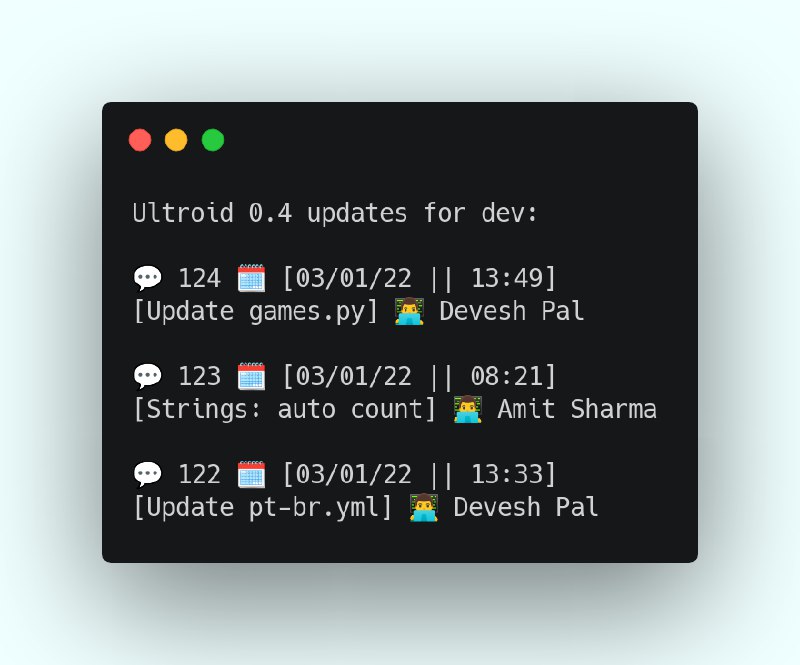 Ultroid 0.4 updates for dev:
💬 124 🗓️ [03/01/22 || 13:49]
[Update games.py] 👨‍💻 Devesh Pal
💬 123 🗓️ [03/01/22 || 08:21]
[Strings: auto count] 👨‍💻 Amit Sharma
💬 122 🗓️ [03/01/22 || 13:33]
[Update pt-br.yml] 👨‍💻 Devesh Pal